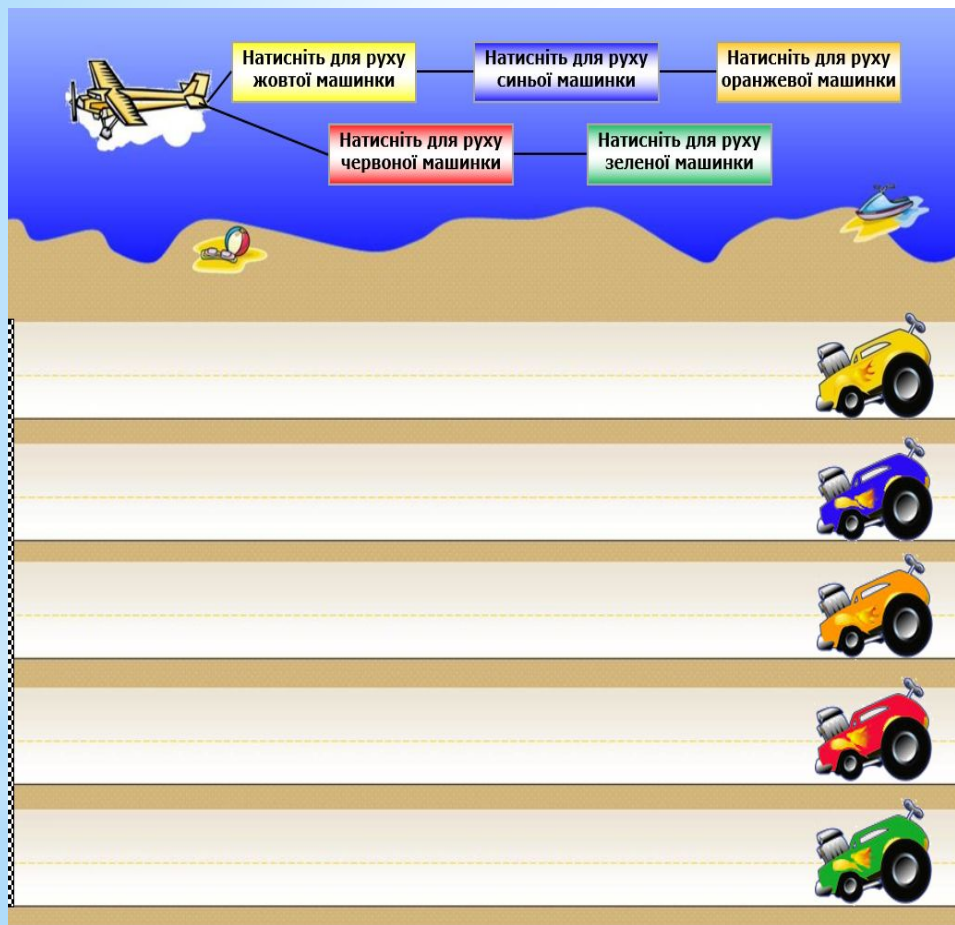 Натисніть для руху
жовтої машинки
Натисніть для руху
синьої машинки
Натисніть для руху
оранжевої машинки
Натисніть для руху
червоної машинки
Натисніть для руху
зеленої машинки